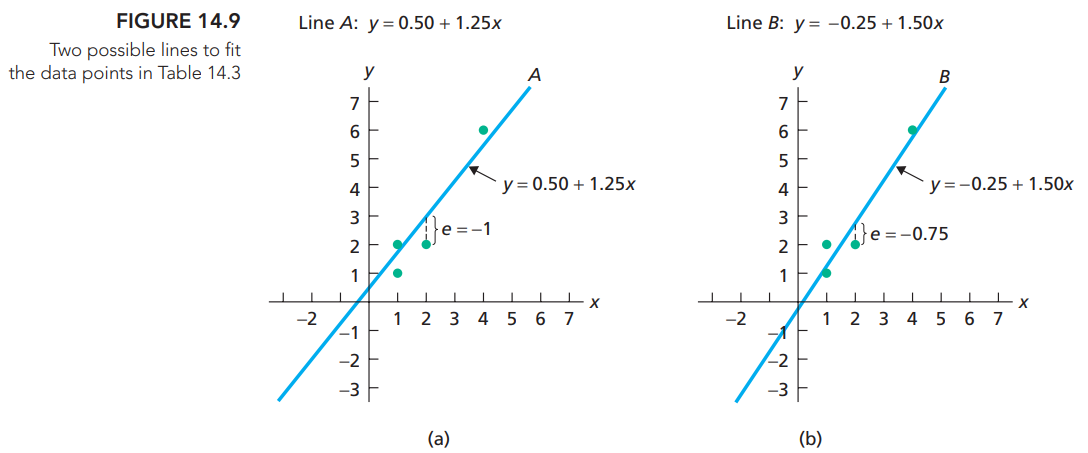 FIGURE 14.9
Two possible lines to fit
the data points in Table 14.3
Line A: y = 0.50 + 1.25x
y
A
7
6
5
4
3
2
1
y = 0.50 + 1.25x
e = –1
x
–2
1 2 3 4 5 6 7
–1
–2
–3
(a)
Line B: y = –0.25 + 1.50x
y
B
7
6
5
4
3
2
1
y = –0.25 + 1.50x
e = –0.75
x
–2
1 2 3 4 5 6 7
–1
–2
–3
(b)